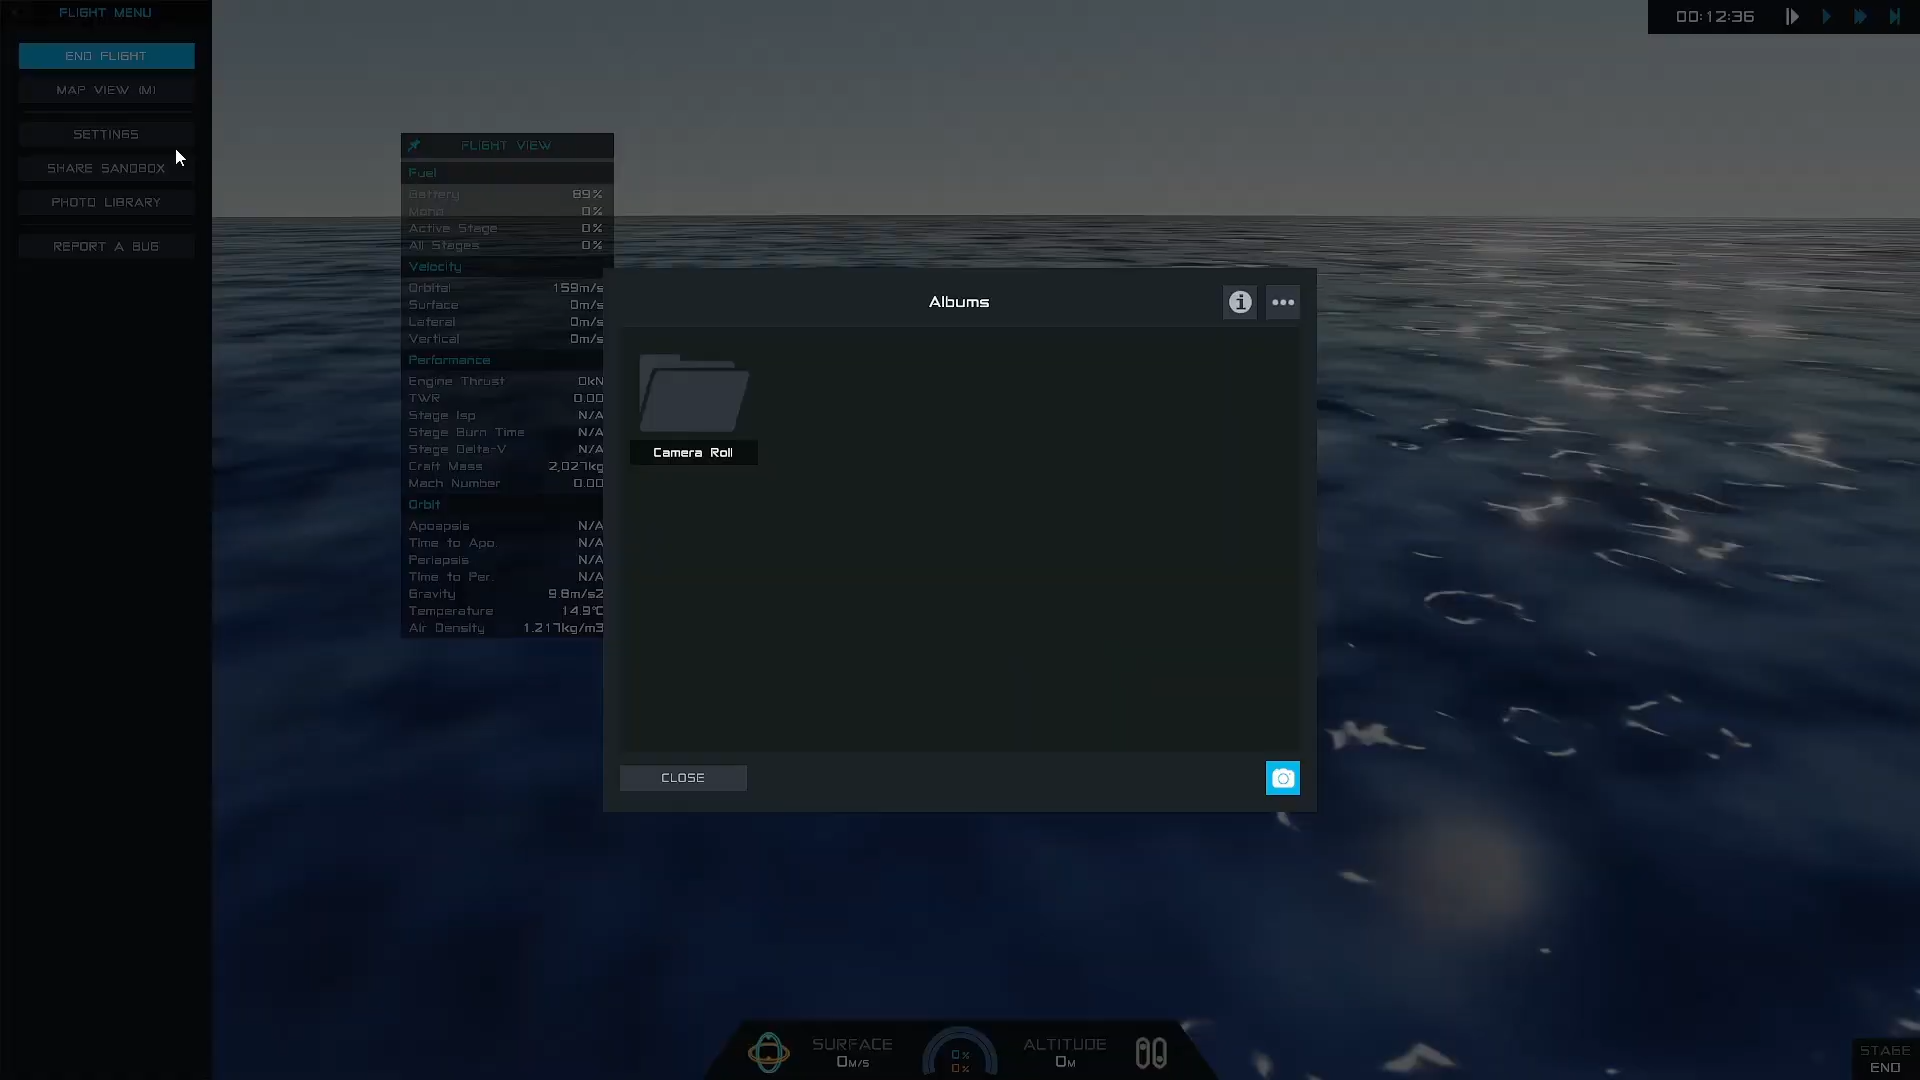 FLIGHT MENU
END FLIGHT
MAP VIEW (M)
SETTINGS
SHARE SANDBOX
PHOTO LIBRARY
REPORT A BUG
00:12:36
FLIGHT VIEW
Fuel
Battery 89%
Mono 0%
Active Stage 0%
All Stages 0%
Velocity
Orbital 159m/s
Surface 0m/s
Lateral 0m/s
Vertical 0m/s
Performance
Engine Thrust 0kN
TWR 0.00
Stage Isp N/A
Stage Burn Time N/A
Stage Delta-V N/A
Craft Mass 2,027kg
Mach Number 0.00
Orbit
Apoapsis N/A
Time to Apo. N/A
Periapsis N/A
Time to Per. N/A
Gravity 9.8m/s2
Temperature 14.9°C
Air Density 1.217kg/m3
Albums
Camera Roll
CLOSE
SURFACE
0M/S
0%
0%
ALTITUDE
0M
STAGE
END